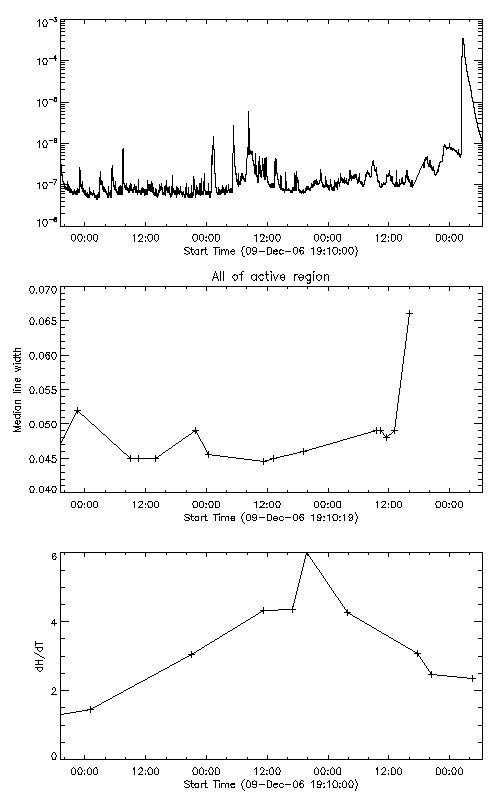 10⁻³
10⁻⁴
10⁻⁵
10⁻⁶
10⁻⁷
10⁻⁸
00:00 12:00 00:00 12:00 00:00 12:00 00:00
Start Time (09-Dec-06 19:10:00)
All of active region
0.070
0.065
0.060
0.055
0.050
0.045
0.040
Median line width
00:00 12:00 00:00 12:00 00:00 12:00 00:00
Start Time (09-Dec-06 19:10:19)
6
4
2
0
dH/dT
00:00 12:00 00:00 12:00 00:00 12:00 00:00
Start Time (09-Dec-06 19:10:00)